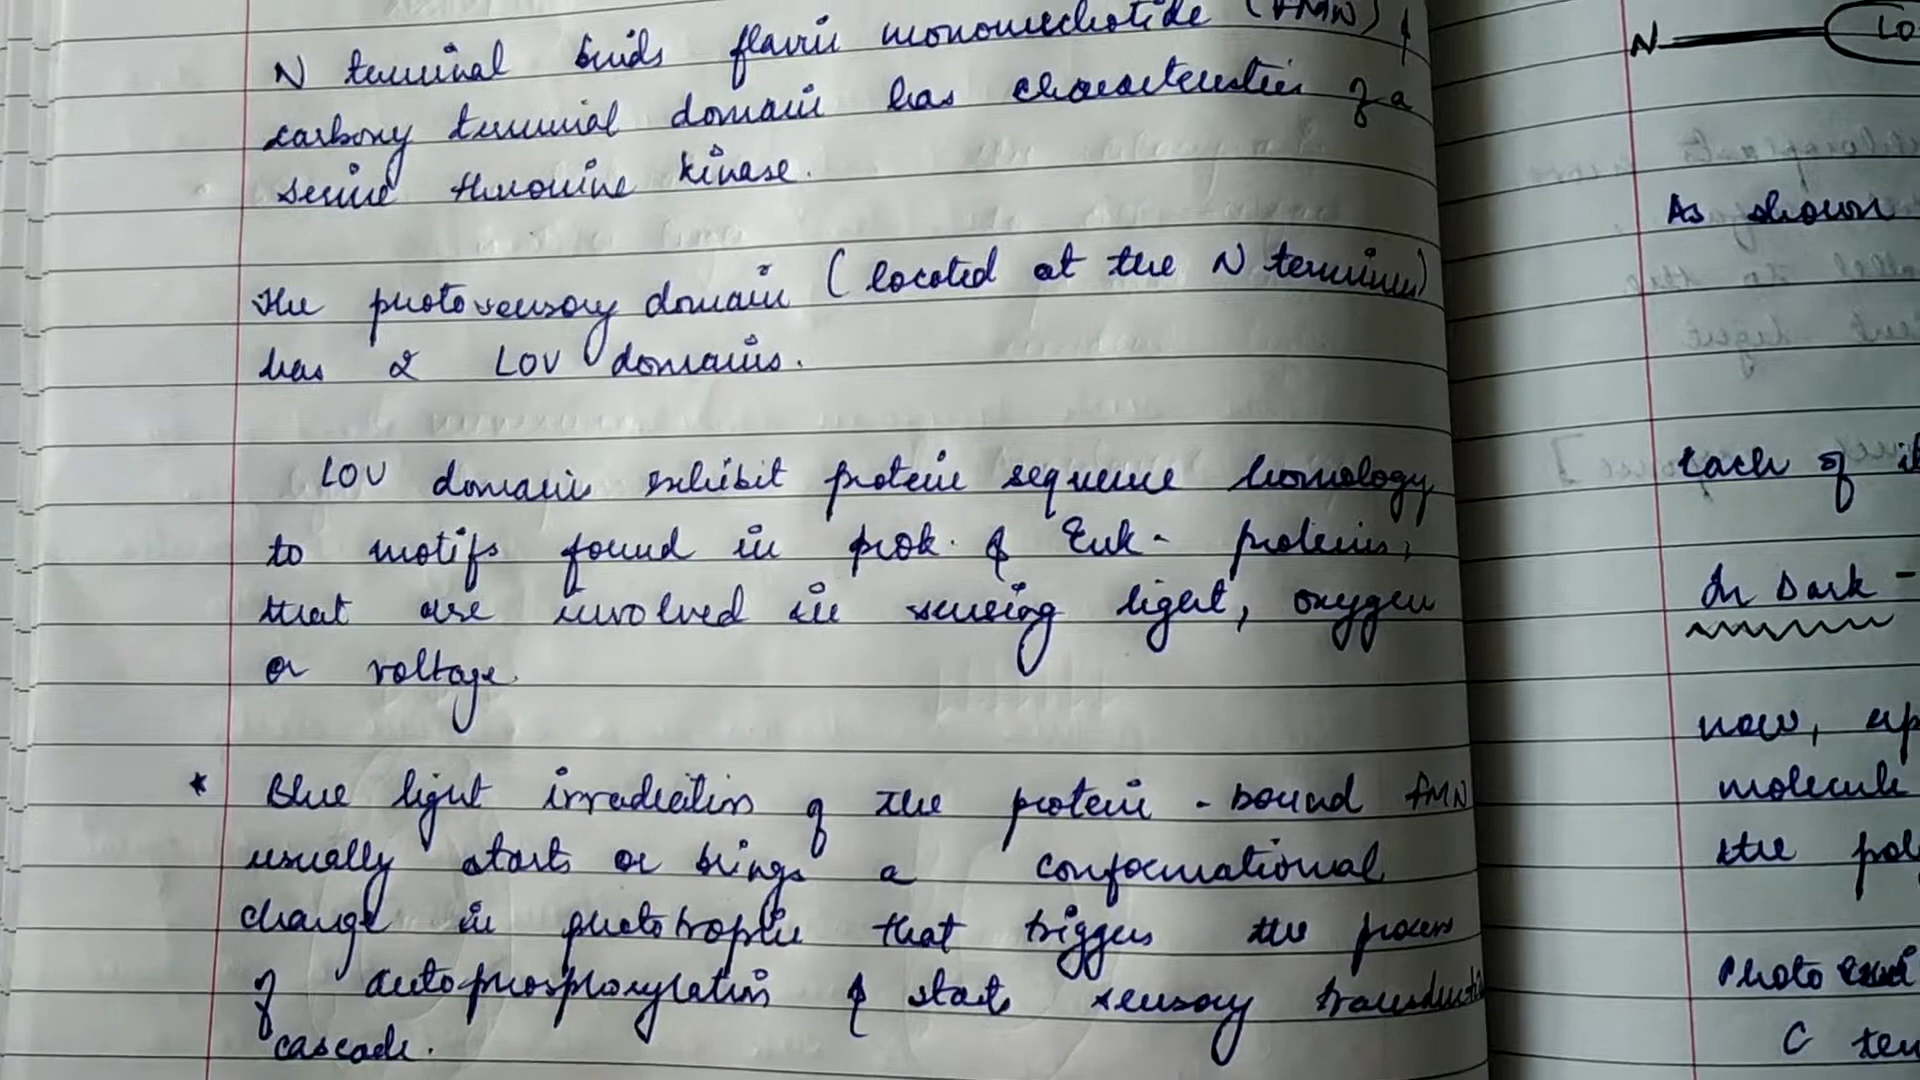 N terminal binds flavin mononucleotide (FMN) &
carboxy terminal domain has characteristics of a
serine threonine kinase.
The photosensory domain (located at the N terminus)
has 2 LOV domains.
LOV domains exhibit protein sequence homology
to motifs found in prok. & Euk- proteins,
that are involved in sensing light, oxygen
or voltage.
* Blue light irradiation of the protein-bound FMN
usually starts or brings a conformational
change in phototropin that triggers the process
of autophosphorylation & starts sensory transduction
cascade.
N
LO
As shown
Each of
In Dark -
now,
molecule
the
Photo
C